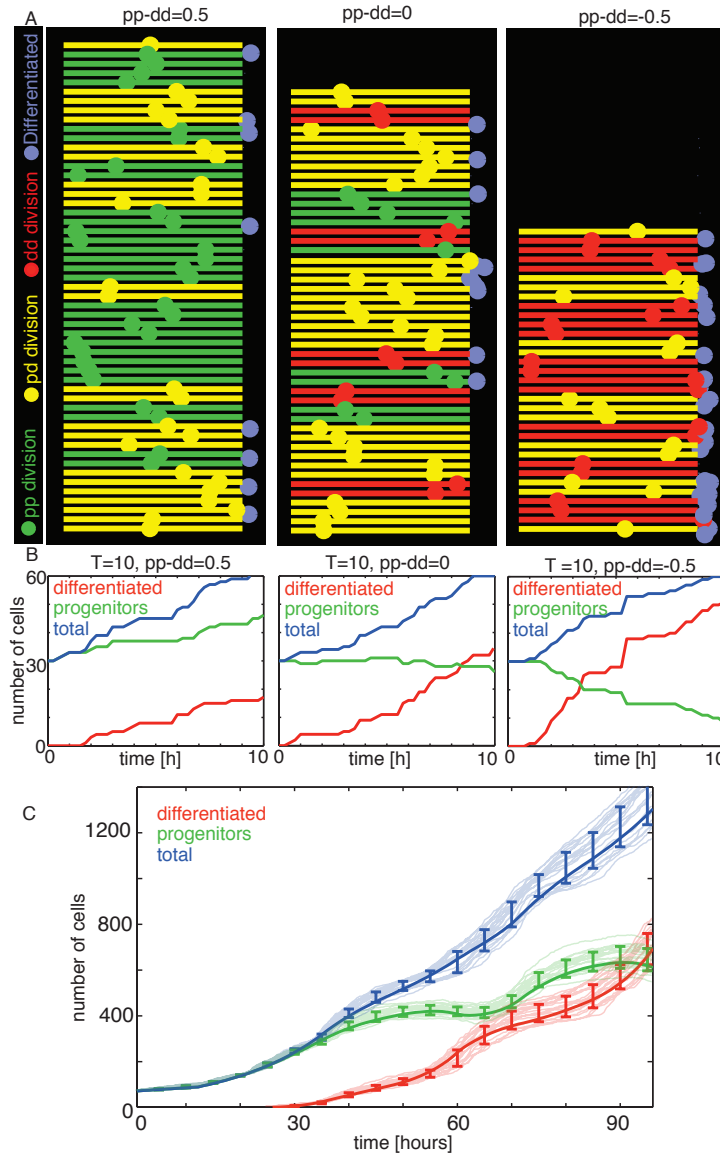 A
pp-dd=0.5
pp-dd=0
pp-dd=-0.5
pp division
pd division
dd division
Differentiated
B
T=10, pp-dd=0.5
T=10, pp-dd=0
T =10, pp-dd=-0.5
number of cells
60
30
0
differentiated
progenitors
total
0
time [h]
10
differentiated
progenitors
total
0
time [h]
10
differentiated
progenitors
total
0
time [h]
10
C
number of cells
1200
800
400
0
differentiated
progenitors
total
0
30
60
90
time [hours]